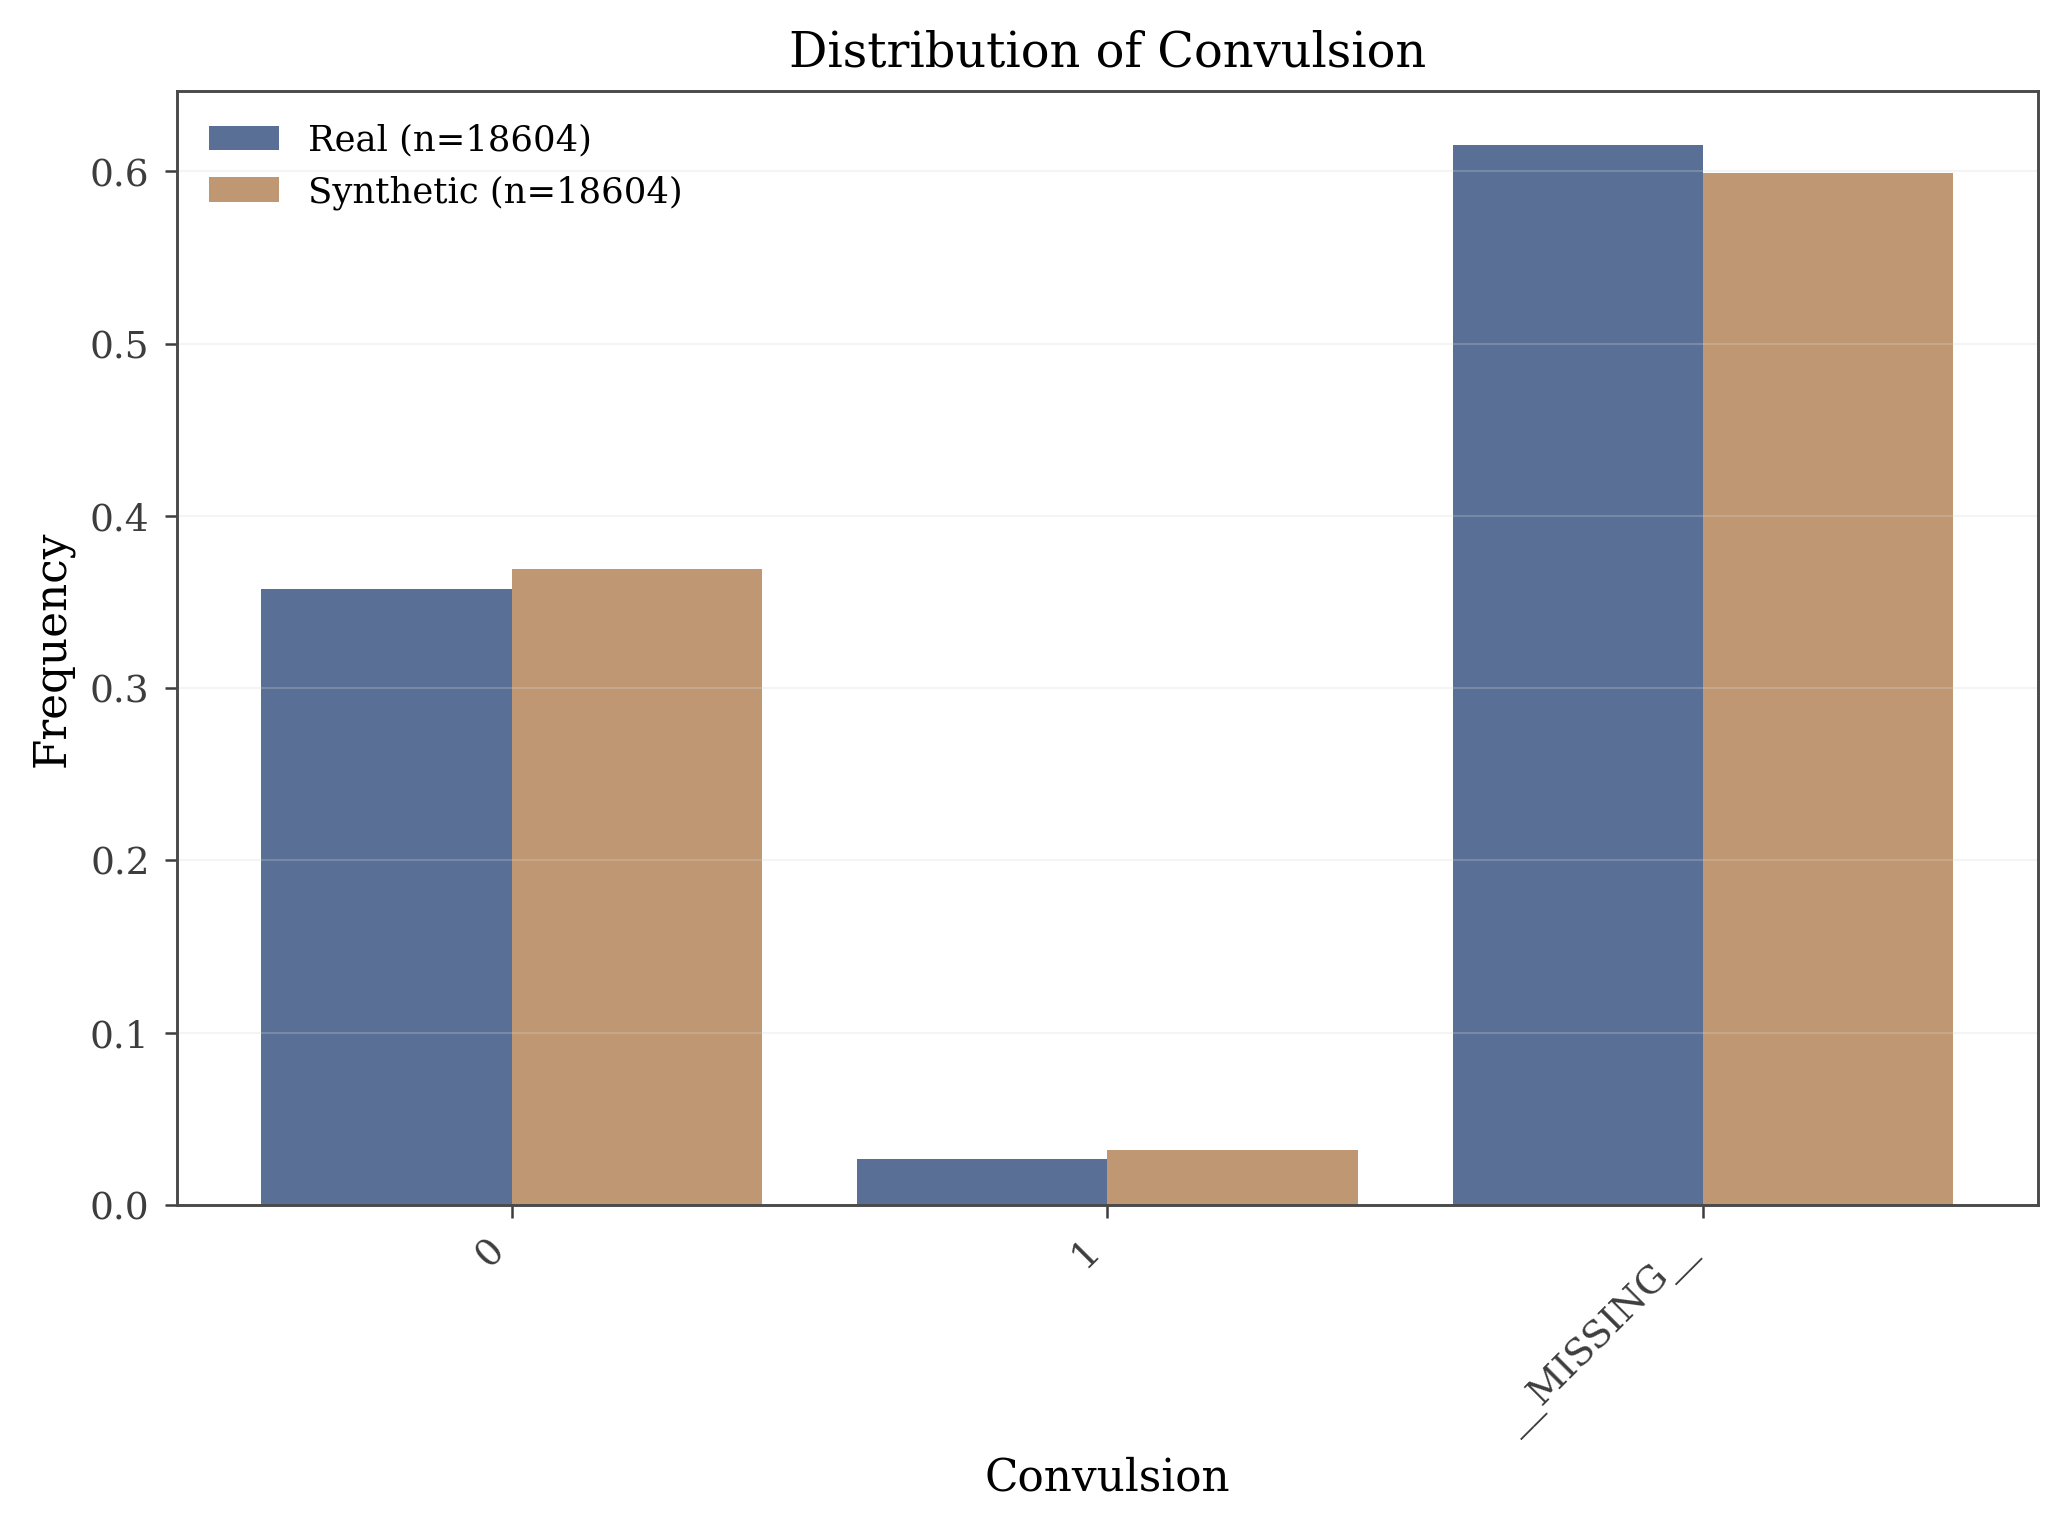 Distribution of Convulsion
Real (n=18604)
Synthetic (n=18604)
Frequency
0.6
0.5
0.4
0.3
0.2
0.1
0.0
0
1
__MISSING__
Convulsion